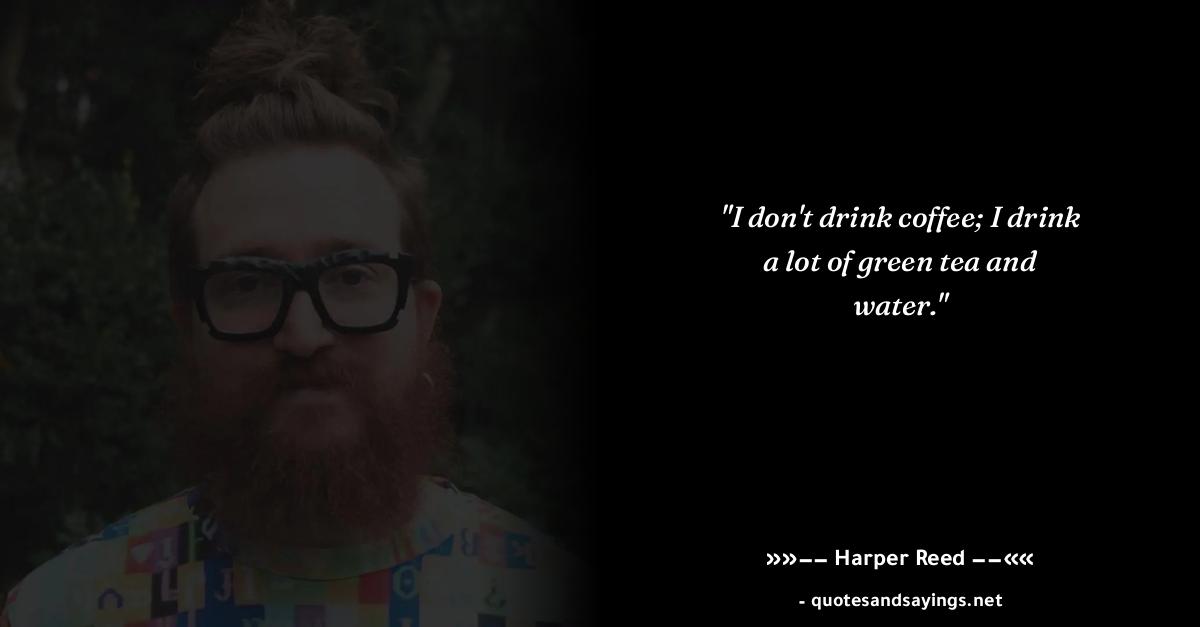 "I don't drink coffee; I drink
a lot of green tea and
water."
»»–– Harper Reed ––««
- quotesandsayings.net